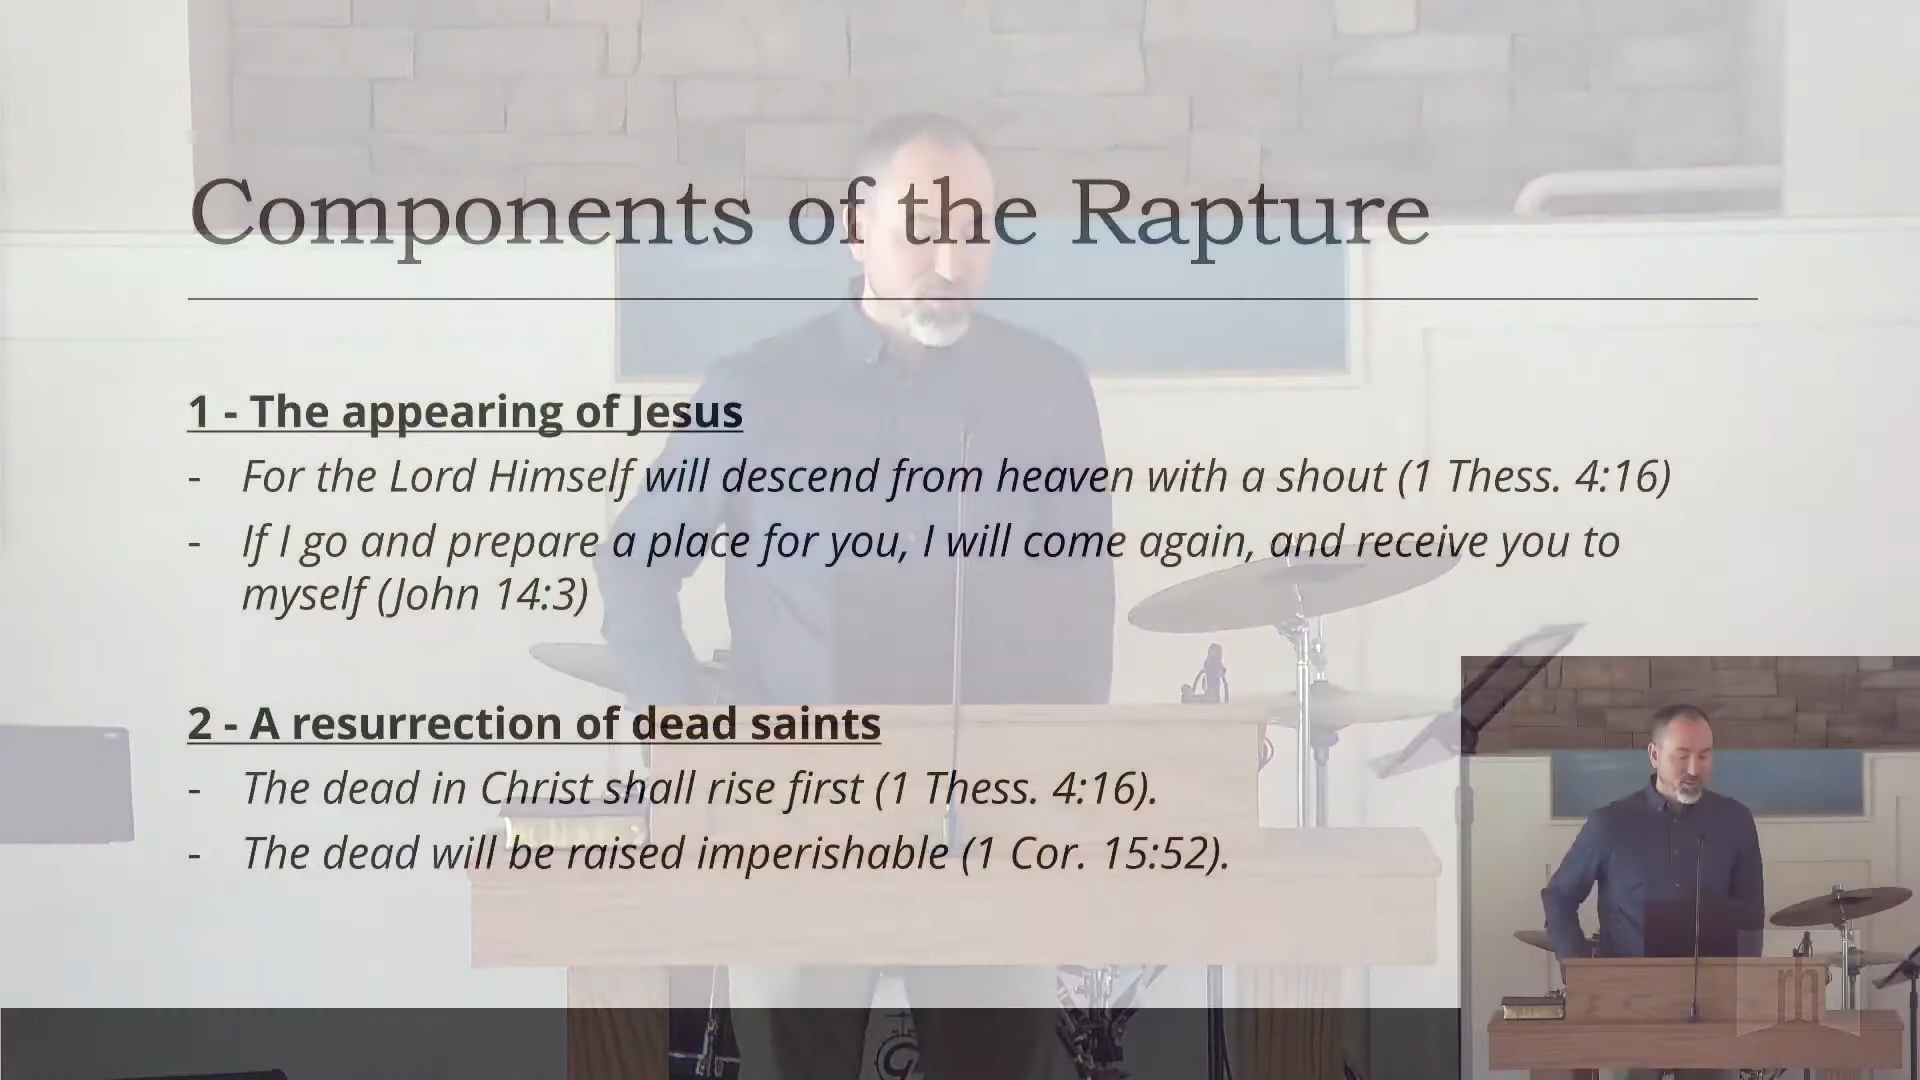 Components of the Rapture
1 - The appearing of Jesus
- For the Lord Himself will descend from heaven with a shout (1 Thess. 4:16)
- If I go and prepare a place for you, I will come again, and receive you to
myself (John 14:3)
2 - A resurrection of dead saints
- The dead in Christ shall rise first (1 Thess. 4:16).
- The dead will be raised imperishable (1 Cor. 15:52).
rh